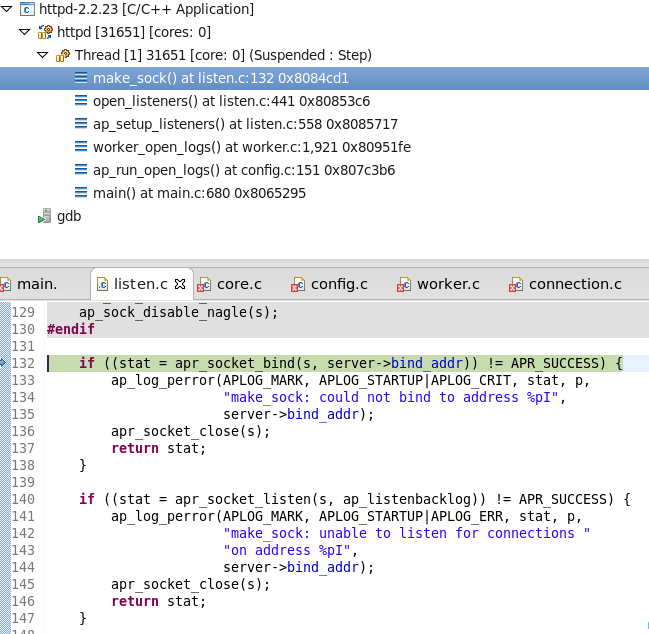 httpd-2.2.23 [C/C++ Application]
httpd [31651] [cores: 0]
Thread [1] 31651 [core: 0] (Suspended : Step)
make_sock() at listen.c:132 0x8084cd1
open_listeners() at listen.c:441 0x80853c6
ap_setup_listeners() at listen.c:558 0x8085717
worker_open_logs() at worker.c:1,921 0x80951fe
ap_run_open_logs() at config.c:151 0x807c3b6
main() at main.c:680 0x8065295
gdb
main. listen.c core.c config.c worker.c connection.c
129     ap_sock_disable_nagle(s);
130 #endif
131
132     if ((stat = apr_socket_bind(s, server->bind_addr)) != APR_SUCCESS) {
133         ap_log_perror(APLOG_MARK, APLOG_STARTUP|APLOG_CRIT, stat, p,
134                       "make_sock: could not bind to address %pI",
135                       server->bind_addr);
136         apr_socket_close(s);
137         return stat;
138     }
139
140     if ((stat = apr_socket_listen(s, ap_listenbacklog)) != APR_SUCCESS) {
141         ap_log_perror(APLOG_MARK, APLOG_STARTUP|APLOG_ERR, stat, p,
142                       "make_sock: unable to listen for connections "
143                       "on address %pI",
144                       server->bind_addr);
145         apr_socket_close(s);
146         return stat;
147     }